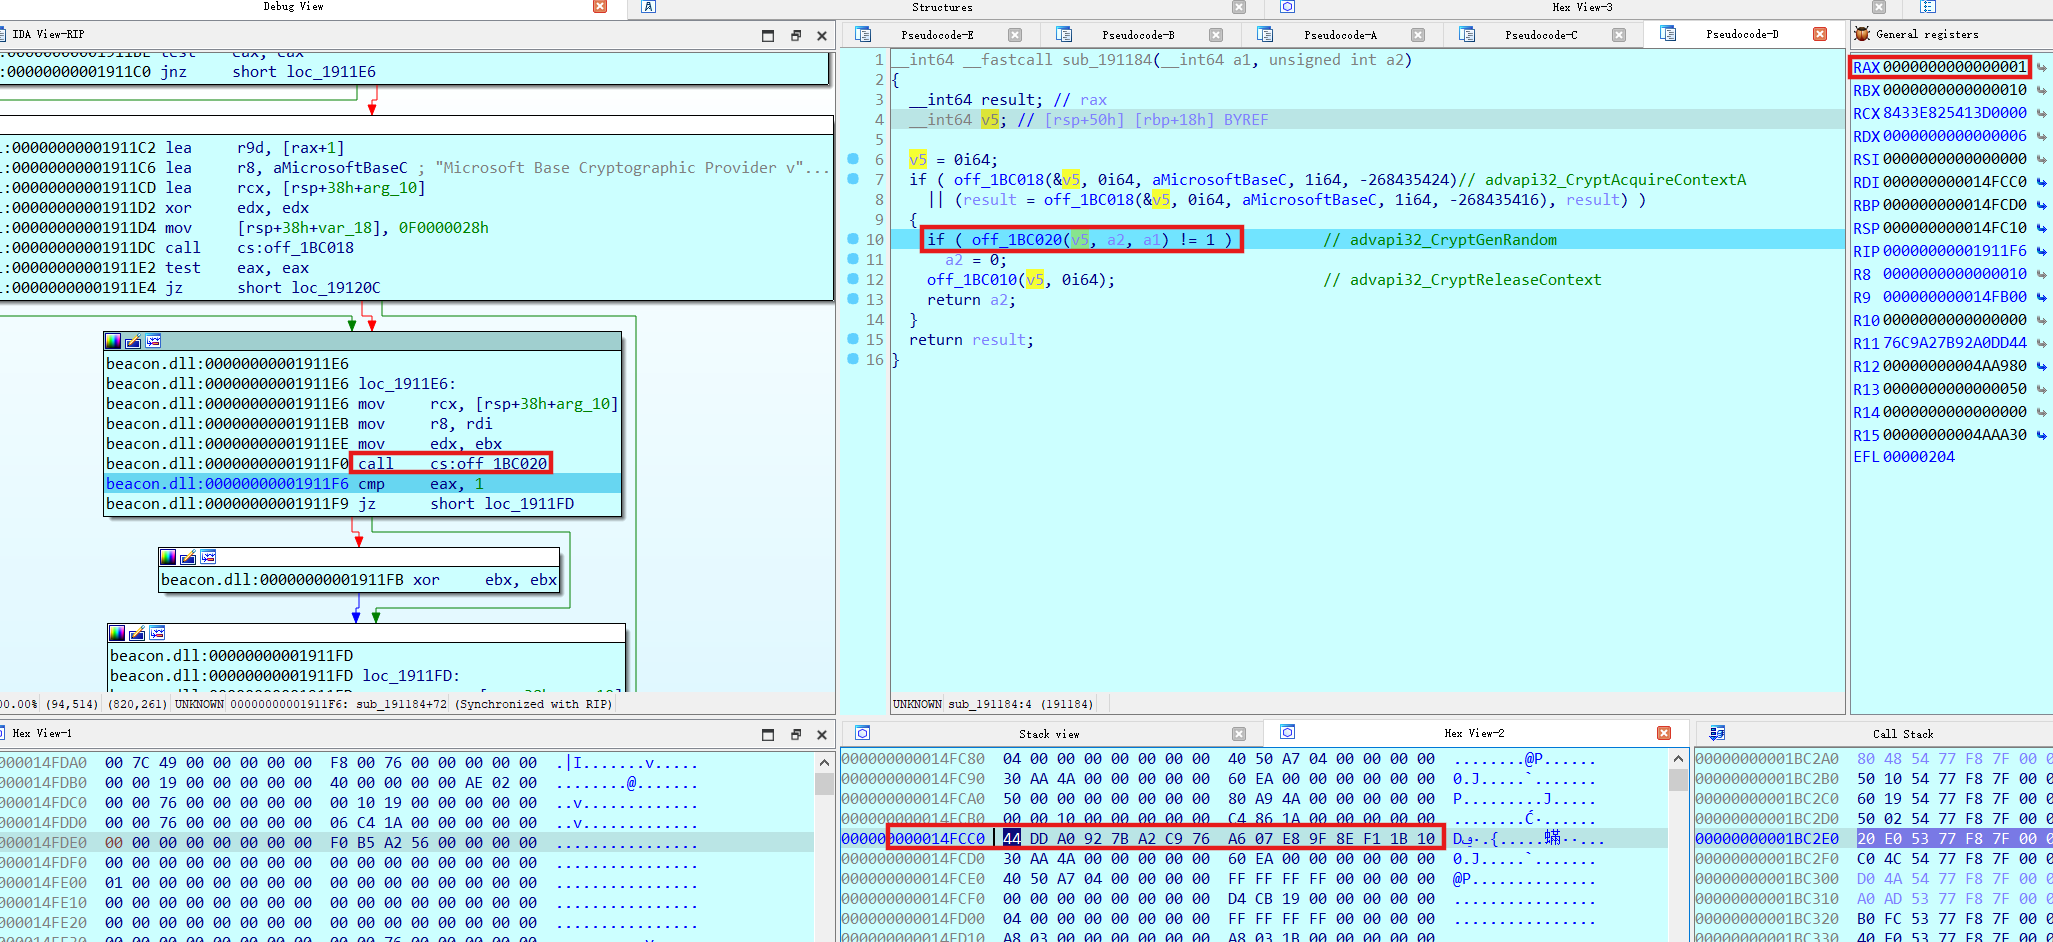 Debug View
Structures
Hex View-3
IDA View-RIP
Pseudocode-E
Pseudocode-B
Pseudocode-A
Pseudocode-C
Pseudocode-D
General registers
:00000000001911C0 jnz short loc_1911E6
:00000000001911C2 lea r9d, [rax+1]
:00000000001911C6 lea r8, aMicrosoftBaseC ; "Microsoft Base Cryptographic Provider v"...
:00000000001911CD lea rcx, [rsp+38h+arg_10]
:00000000001911D2 xor edx, edx
:00000000001911D4 mov [rsp+38h+var_18], 0F0000028h
:00000000001911DC call cs:off_1BC018
:00000000001911E2 test eax, eax
:00000000001911E4 jz short loc_19120C
beacon.dll:00000000001911E6
beacon.dll:00000000001911E6 loc_1911E6:
beacon.dll:00000000001911E6 mov rcx, [rsp+38h+arg_10]
beacon.dll:00000000001911EB mov r8, rdi
beacon.dll:00000000001911EE mov edx, ebx
beacon.dll:00000000001911F0 call cs:off_1BC020
beacon.dll:00000000001911F6 cmp eax, 1
beacon.dll:00000000001911F9 jz short loc_1911FD
beacon.dll:00000000001911FB xor ebx, ebx
beacon.dll:00000000001911FD
beacon.dll:00000000001911FD loc_1911FD:
00.00% (94,514) (820,261) UNKNOWN 00000000001911F6: sub_191184+72 (Synchronized with RIP)
1 __int64 __fastcall sub_191184(__int64 a1, unsigned int a2)
2 {
3 __int64 result; // rax
4 __int64 v5; // [rsp+50h] [rbp+18h] BYREF
5
6 v5 = 0i64;
7 if ( off_1BC018(&v5, 0i64, aMicrosoftBaseC, 1i64, -268435424)// advapi32_CryptAcquireContextA
8 || (result = off_1BC018(&v5, 0i64, aMicrosoftBaseC, 1i64, -268435416), result) )
9 {
10 if ( off_1BC020(v5, a2, a1) != 1 ) // advapi32_CryptGenRandom
11 a2 = 0;
12 off_1BC010(v5, 0i64); // advapi32_CryptReleaseContext
13 return a2;
14 }
15 return result;
16 }
UNKNOWN sub_191184:4 (191184)
RAX 0000000000000001
RBX 0000000000000010
RCX 8433E825413D0000
RDX 0000000000000006
RSI 0000000000000000
RDI 000000000014FCC0
RBP 000000000014FCD0
RSP 000000000014FC10
RIP 00000000001911F6
R8 0000000000000010
R9 000000000014FB00
R10 0000000000000000
R11 76C9A27B92A0DD44
R12 00000000004AA980
R13 0000000000000050
R14 0000000000000000
R15 00000000004AAA30
EFL 00000204
Hex View-1
000014FDA0 00 7C 49 00 00 00 00 00 F8 00 76 00 00 00 00 00 .|I.......v.....
000014FDB0 00 00 19 00 00 00 00 00 40 00 00 00 AE 02 00 ........@.......
000014FDC0 00 00 76 00 00 00 00 00 00 10 19 00 00 00 00 00 ..v.............
000014FDD0 00 00 76 00 00 00 00 00 06 C4 1A 00 00 00 00 00 ..v.............
000014FDE0 00 00 00 00 00 00 00 00 F0 B5 A2 56 00 00 00 00 ................
000014FDF0 00 00 00 00 00 00 00 00 00 00 00 00 00 00 00 00 ................
000014FE00 01 00 00 00 00 00 00 00 00 00 00 00 00 00 00 00 ................
000014FE10 00 00 00 00 00 00 00 00 00 00 00 00 00 00 00 00 ................
000014FE20 00 00 00 00 00 00 00 00 00 00 00 00 00 00 00 00 ................
Stack view
Hex View-2
000000000014FC80 04 00 00 00 00 00 00 00 40 50 A7 04 00 00 00 00 ........@P......
000000000014FC90 30 AA 4A 00 00 00 00 00 60 EA 00 00 00 00 00 00 0.J.....`.......
000000000014FCA0 50 00 00 00 00 00 00 00 80 A9 4A 00 00 00 00 00 P.........J.....
000000000014FCB0 00 00 10 00 00 00 00 00 C4 86 1A 00 00 00 00 00
000000000014FCC0 44 DD A0 92 7B A2 C9 76 A6 07 E8 9F 8E F1 1B 10
000000000014FCD0 30 AA 4A 00 00 00 00 00 60 EA 00 00 00 00 00 00 0.J.....`.......
000000000014FCE0 40 50 A7 04 00 00 00 00 FF FF FF FF 00 00 00 00 @P..............
000000000014FCF0 00 00 00 00 00 00 00 00 D4 CB 19 00 00 00 00 00 ................
000000000014FD00 04 00 00 00 00 00 00 00 FF FF FF FF 00 00 00 00 ................
Call Stack
00000000001BC2A0 80 48 54 77 F8 7F 00
00000000001BC2B0 50 10 54 77 F8 7F 00
00000000001BC2C0 60 19 54 77 F8 7F 00
00000000001BC2D0 50 02 54 77 F8 7F 00
00000000001BC2E0 20 E0 53 77 F8 7F 00
00000000001BC2F0 C0 4C 54 77 F8 7F 00
00000000001BC300 D0 4A 54 77 F8 7F 00
00000000001BC310 A0 AD 53 77 F8 7F 00
00000000001BC320 B0 FC 53 77 F8 7F 00
00000000001BC330 40 E0 53 77 F8 7F 00